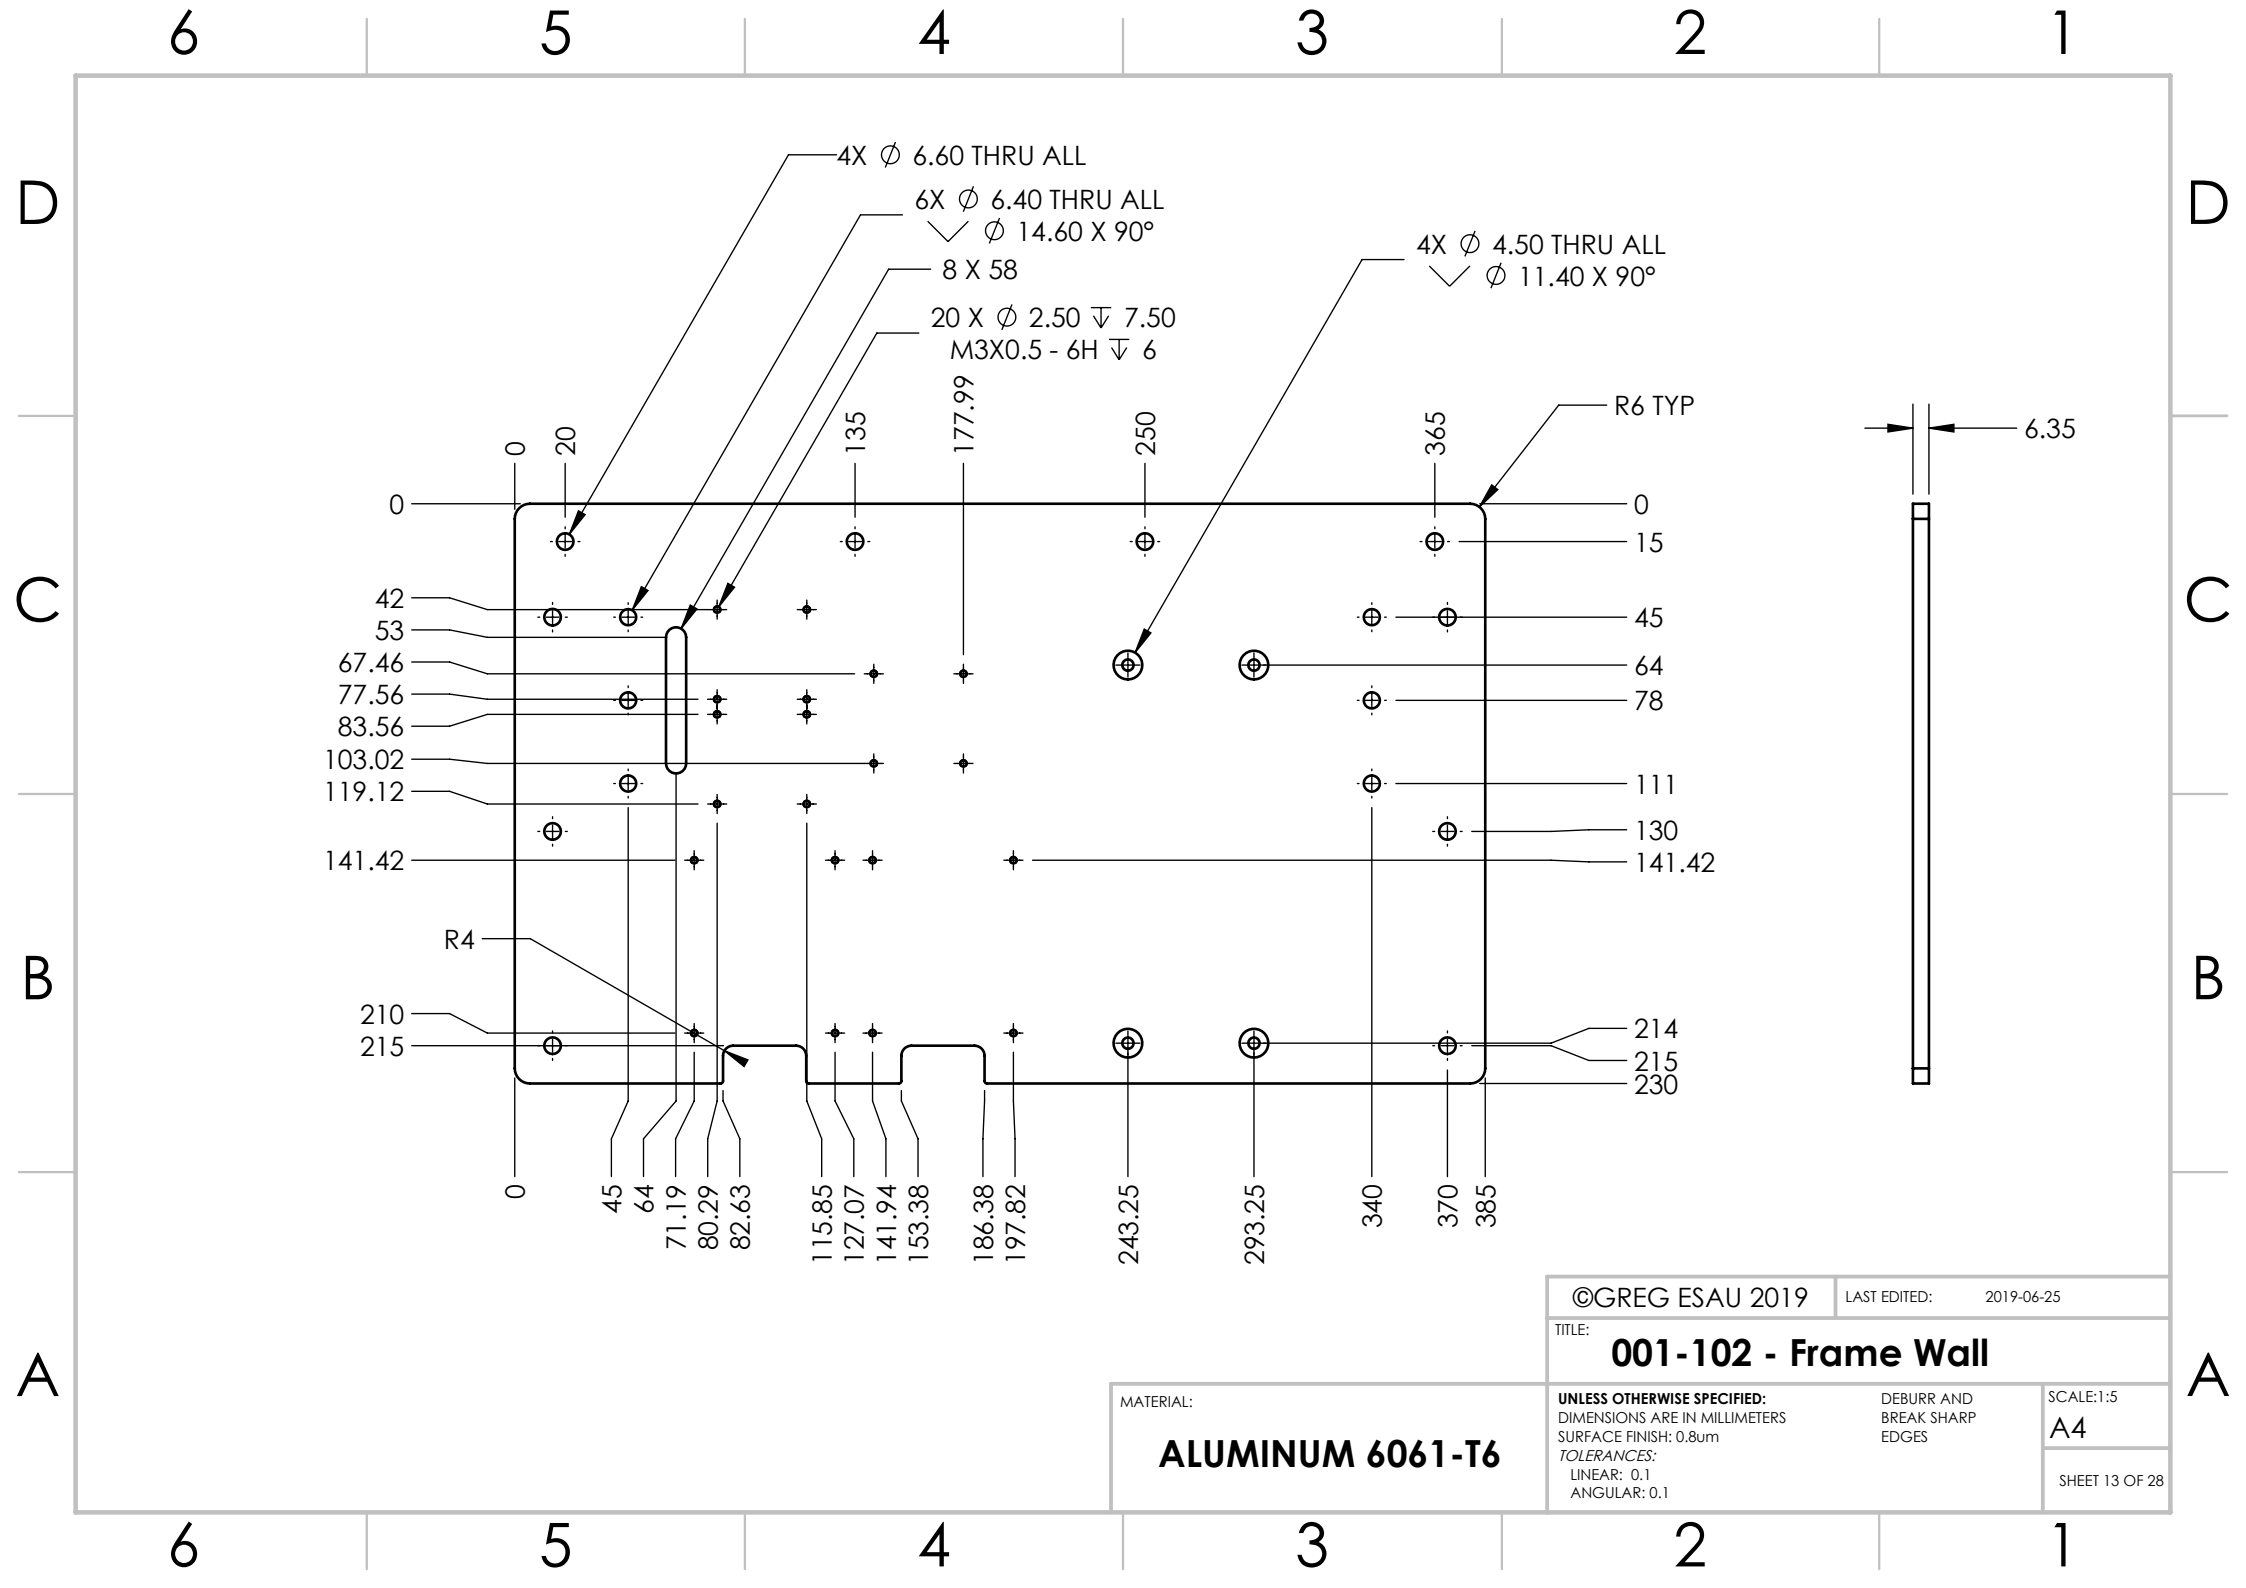 6 5 4 3 2 1
D D
4X ∅ 6.60 THRU ALL
6X ∅ 6.40 THRU ALL
⌵ ∅ 14.60 X 90°
8 X 58
20 X ∅ 2.50 ↧ 7.50
M3X0.5 - 6H ↧ 6
4X ∅ 4.50 THRU ALL
⌵ ∅ 11.40 X 90°
R6 TYP
6.35
0 20 135 177.99 250 365
C C
0
42
53
67.46
77.56
83.56
103.02
119.12
141.42
R4
210
215
0
15
45
64
78
111
130
141.42
214
215
230
B B
0 45 64 71.19 80.29 82.63 115.85 127.07 141.94 153.38 186.38 197.82 243.25 293.25 340 370 385
A A
©GREG ESAU 2019
LAST EDITED: 2019-06-25
TITLE:
001-102 - Frame Wall
MATERIAL:
ALUMINUM 6061-T6
UNLESS OTHERWISE SPECIFIED:
DIMENSIONS ARE IN MILLIMETERS
SURFACE FINISH: 0.8um
TOLERANCES:
LINEAR: 0.1
ANGULAR: 0.1
DEBURR AND
BREAK SHARP
EDGES
SCALE:1:5
A4
SHEET 13 OF 28
6 5 4 3 2 1